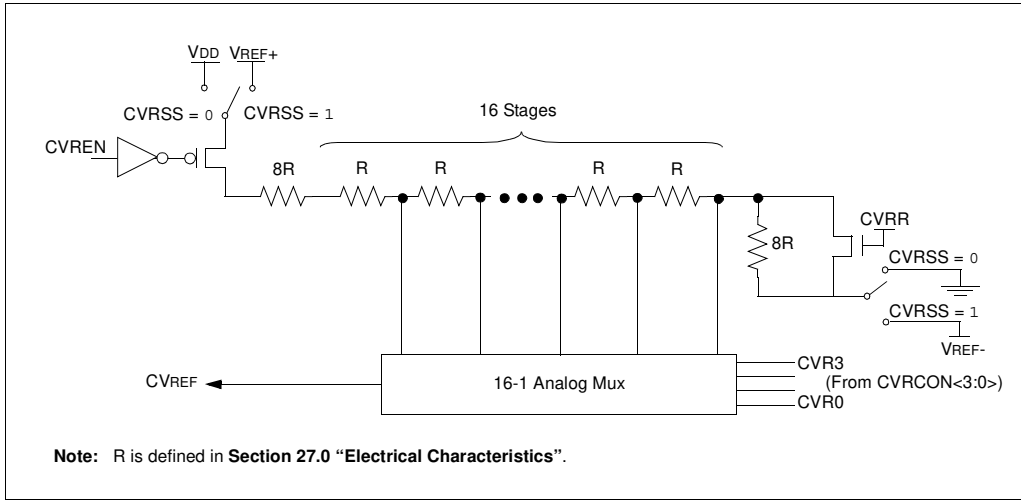 VDD VREF+
CVRSS = 0 CVRSS = 1
16 Stages
CVREN
8R R R R R
CVRR
8R
CVRSS = 0
CVRSS = 1
VREF-
CVREF
16-1 Analog Mux
CVR3
(From CVRCON<3:0>)
CVR0
Note: R is defined in Section 27.0 “Electrical Characteristics”.